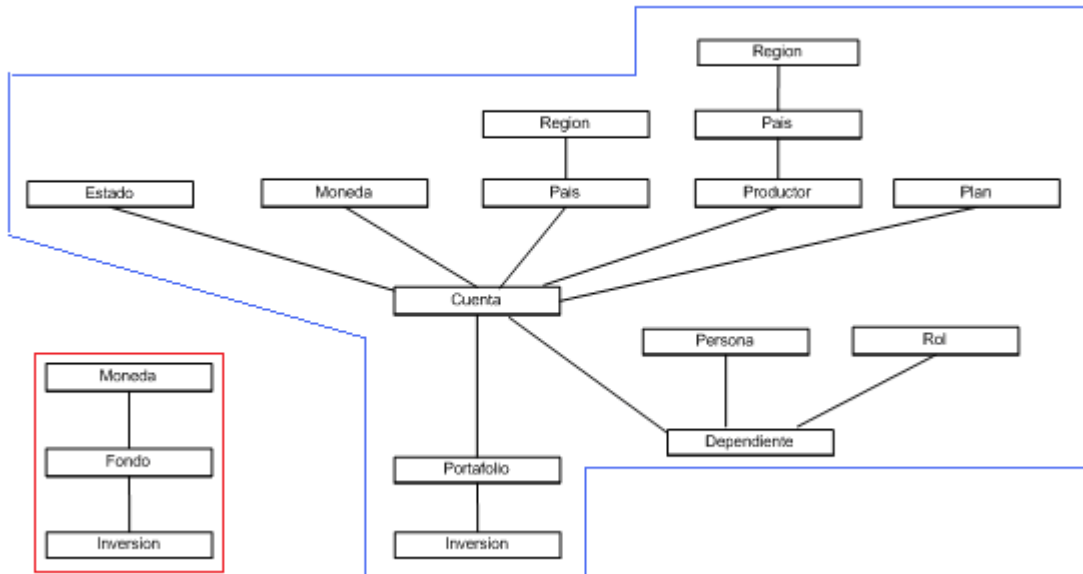 Region
Region
Pais
Estado
Moneda
Pais
Productor
Plan
Cuenta
Persona
Rol
Moneda
Dependiente
Fondo
Portafolio
Inversion
Inversion